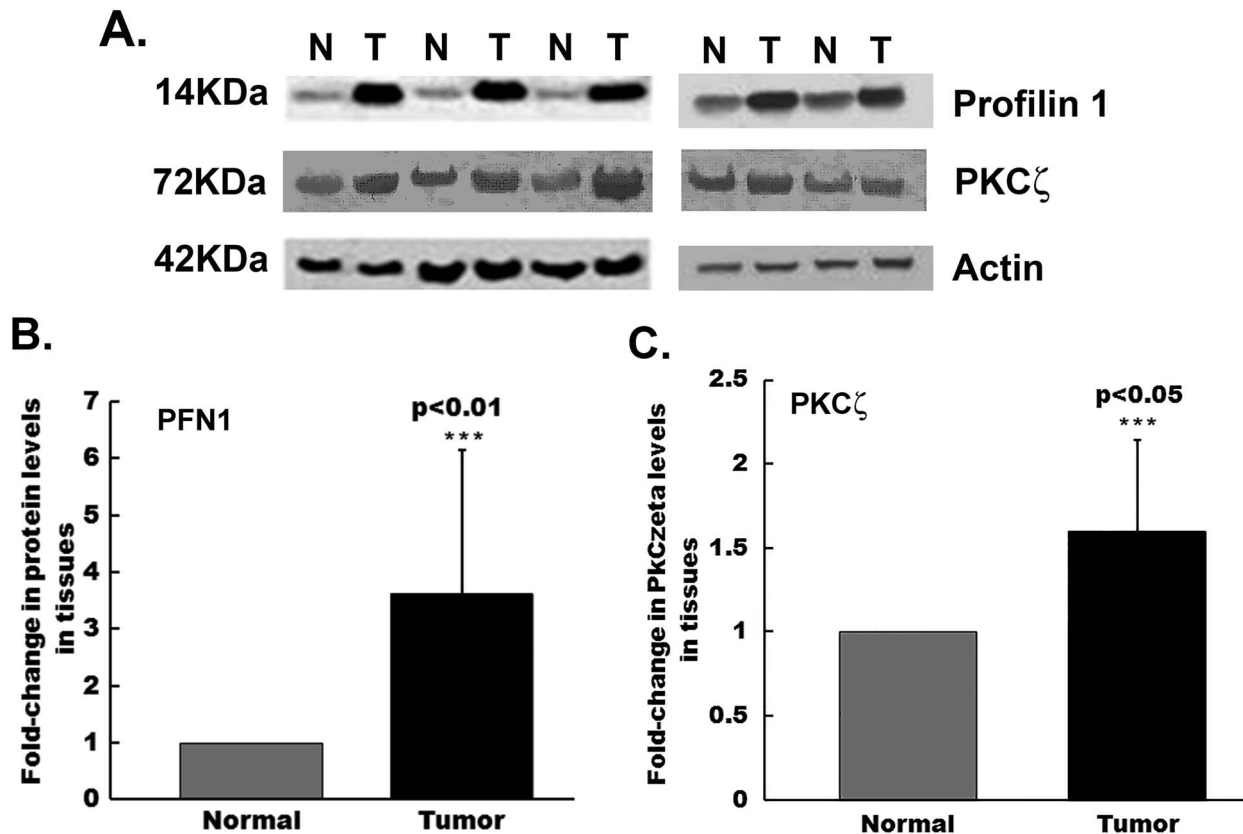 A.
N T N T N T N T N T
14KDa Profilin 1
72KDa PKCζ
42KDa Actin
B.
Fold-change in protein levels
in tissues
7
6
5
4
3
2
1
0
PFN1
p<0.01
***
Normal Tumor
C.
Fold-change in PkCzeta levels
in tissues
2.5
2
1.5
1
0.5
0
PKCζ
p<0.05
***
Normal Tumor